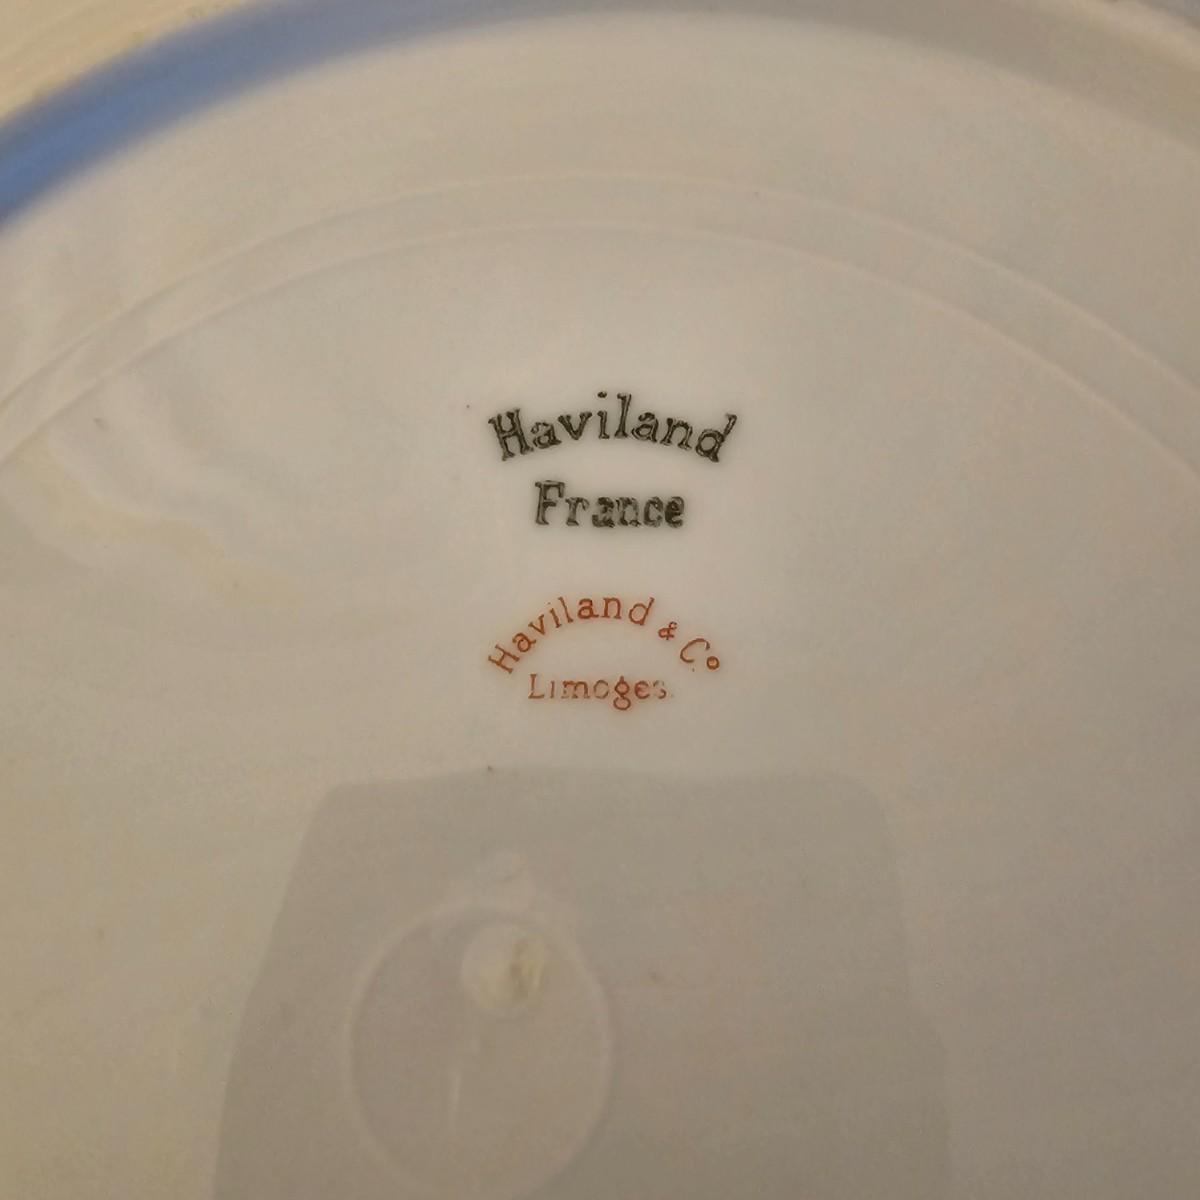 Haviland
France
Haviland & Co
Limoges